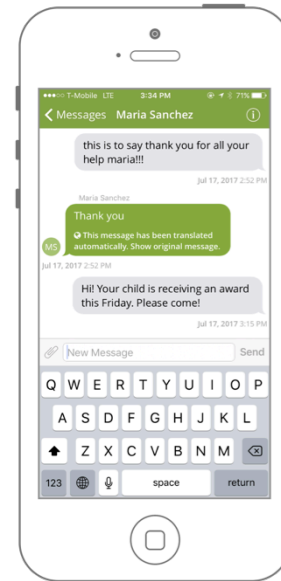 T-Mobile LTE 3:34 PM 71%
Messages Maria Sanchez
this is to say thank you for all your
help maria!!!
Jul 17, 2017 2:52 PM
Maria Sanchez
Thank you
This message has been translated
automatically. Show original message.
MS
Jul 17, 2017 2:52 PM
Hi! Your child is receiving an award
this Friday. Please come!
Jul 17, 2017 3:15 PM
New Message Send
Q W E R T Y U I O P
A S D F G H J K L
Z X C V B N M
123 space return